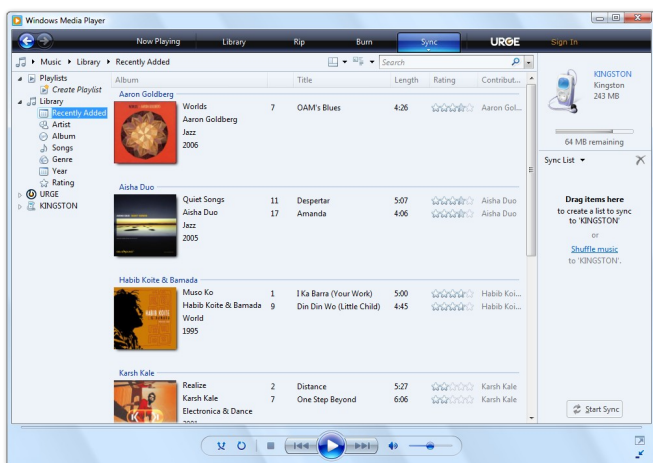 Windows Media Player
Now Playing Library Rip Burn Sync URGE Sign In
Music Library Recently Added Search
Playlists
Create Playlist
Library
Recently Added
Artist
Album
Songs
Genre
Year
Rating
URGE
KINGSTON
Album Title Length Rating Contribut...
Aaron Goldberg
Worlds 7 OAM's Blues 4:26 Aaron Gol...
Aaron Goldberg
Jazz
2006
Aisha Duo
Quiet Songs 11 Despertar 5:07 Aisha Duo
Aisha Duo 17 Amanda 4:06 Aisha Duo
Jazz
2005
Habib Koite & Bamada
Muso Ko 1 I Ka Barra (Your Work) 5:00 Habib Koi...
Habib Koite & Bamada 9 Din Din Wo (Little Child) 4:45 Habib Koi...
World
1995
Karsh Kale
Realize 2 Distance 5:27 Karsh Kale
Karsh Kale 7 One Step Beyond 6:06 Karsh Kale
Electronica & Dance
2001
KINGSTON
Kingston
243 MB
64 MB remaining
Sync List
Drag items here
to create a list to sync
to 'KINGSTON'
or
Shuffle music
to 'KINGSTON'.
Start Sync